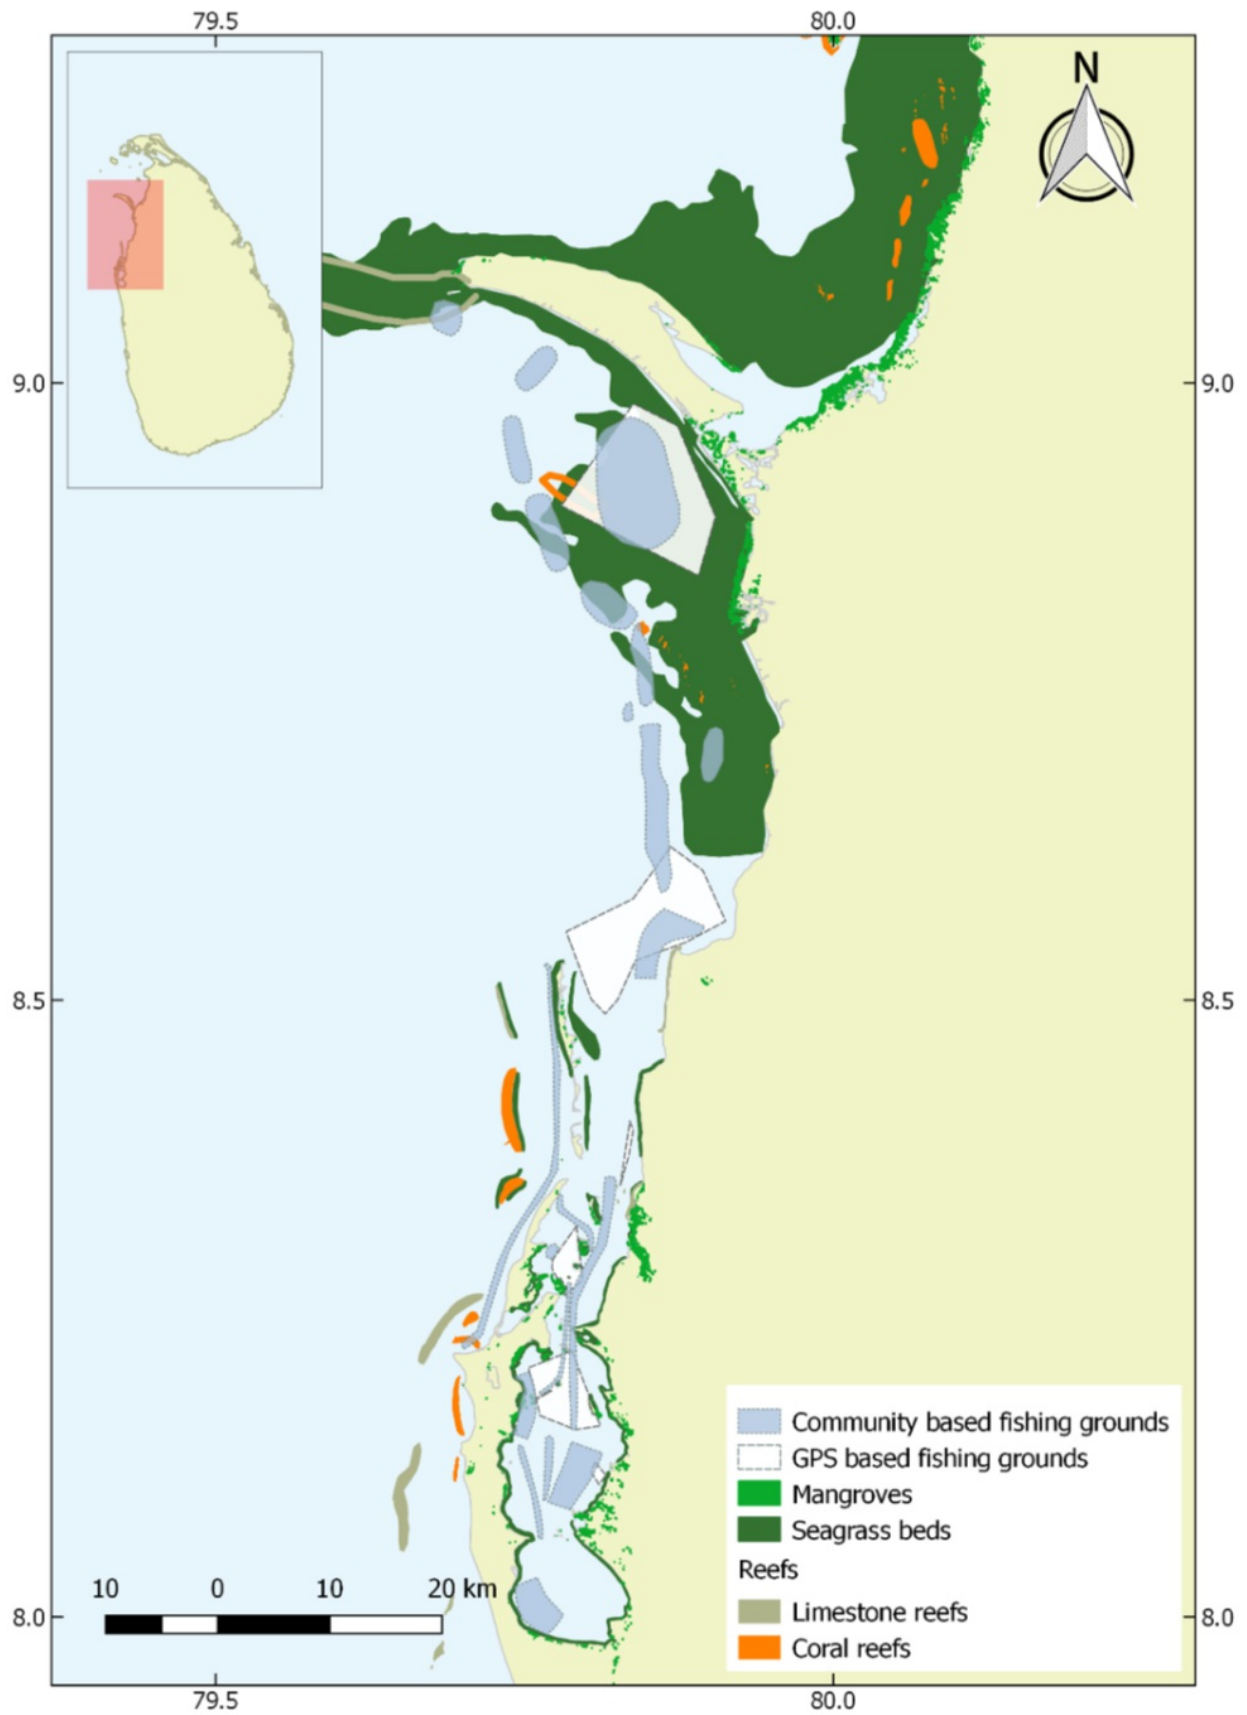 79.5 80.0
N
9.0 9.0
8.5 8.5
Community based fishing grounds
GPS based fishing grounds
Mangroves
Seagrass beds
Reefs
Limestone reefs
Coral reefs
10 0 10 20 km
8.0 8.0
79.5 80.0